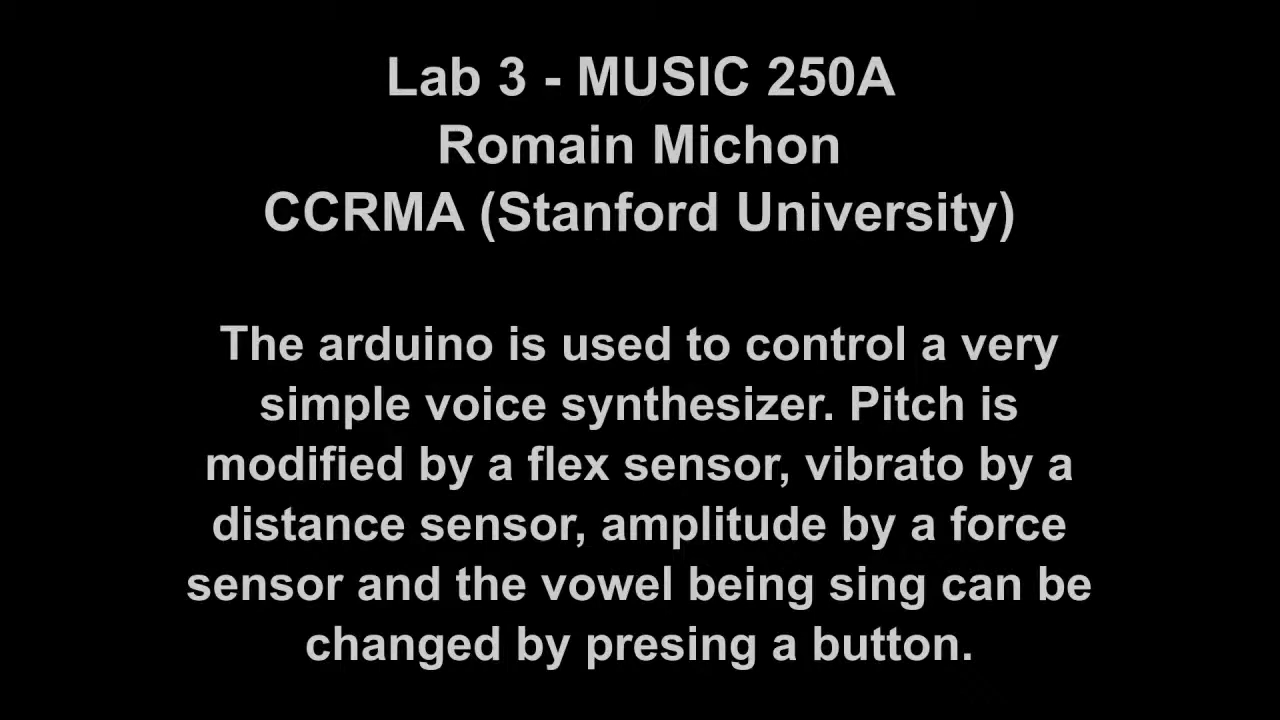 Lab 3 - MUSIC 250A
Romain Michon
CCRMA (Stanford University)
The arduino is used to control a very
simple voice synthesizer. Pitch is
modified by a flex sensor, vibrato by a
distance sensor, amplitude by a force
sensor and the vowel being sing can be
changed by presing a button.